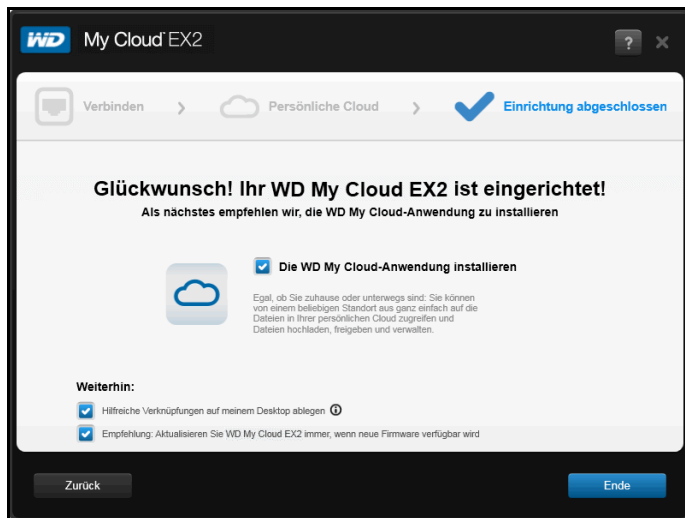 WD My Cloud EX2 ?
Verbinden > Persönliche Cloud > Einrichtung abgeschlossen
Glückwunsch! Ihr WD My Cloud EX2 ist eingerichtet!
Als nächstes empfehlen wir, die WD My Cloud-Anwendung zu installieren
Die WD My Cloud-Anwendung installieren
Egal, ob Sie zuhause oder unterwegs sind: Sie können
von einem beliebigen Standort aus ganz einfach auf die
Dateien in Ihrer persönlichen Cloud zugreifen und
Dateien hochladen, freigeben und verwalten.
Weiterhin:
Hilfreiche Verknüpfungen auf meinem Desktop ablegen
Empfehlung: Aktualisieren Sie WD My Cloud EX2 immer, wenn neue Firmware verfügbar wird
Zurück
Ende